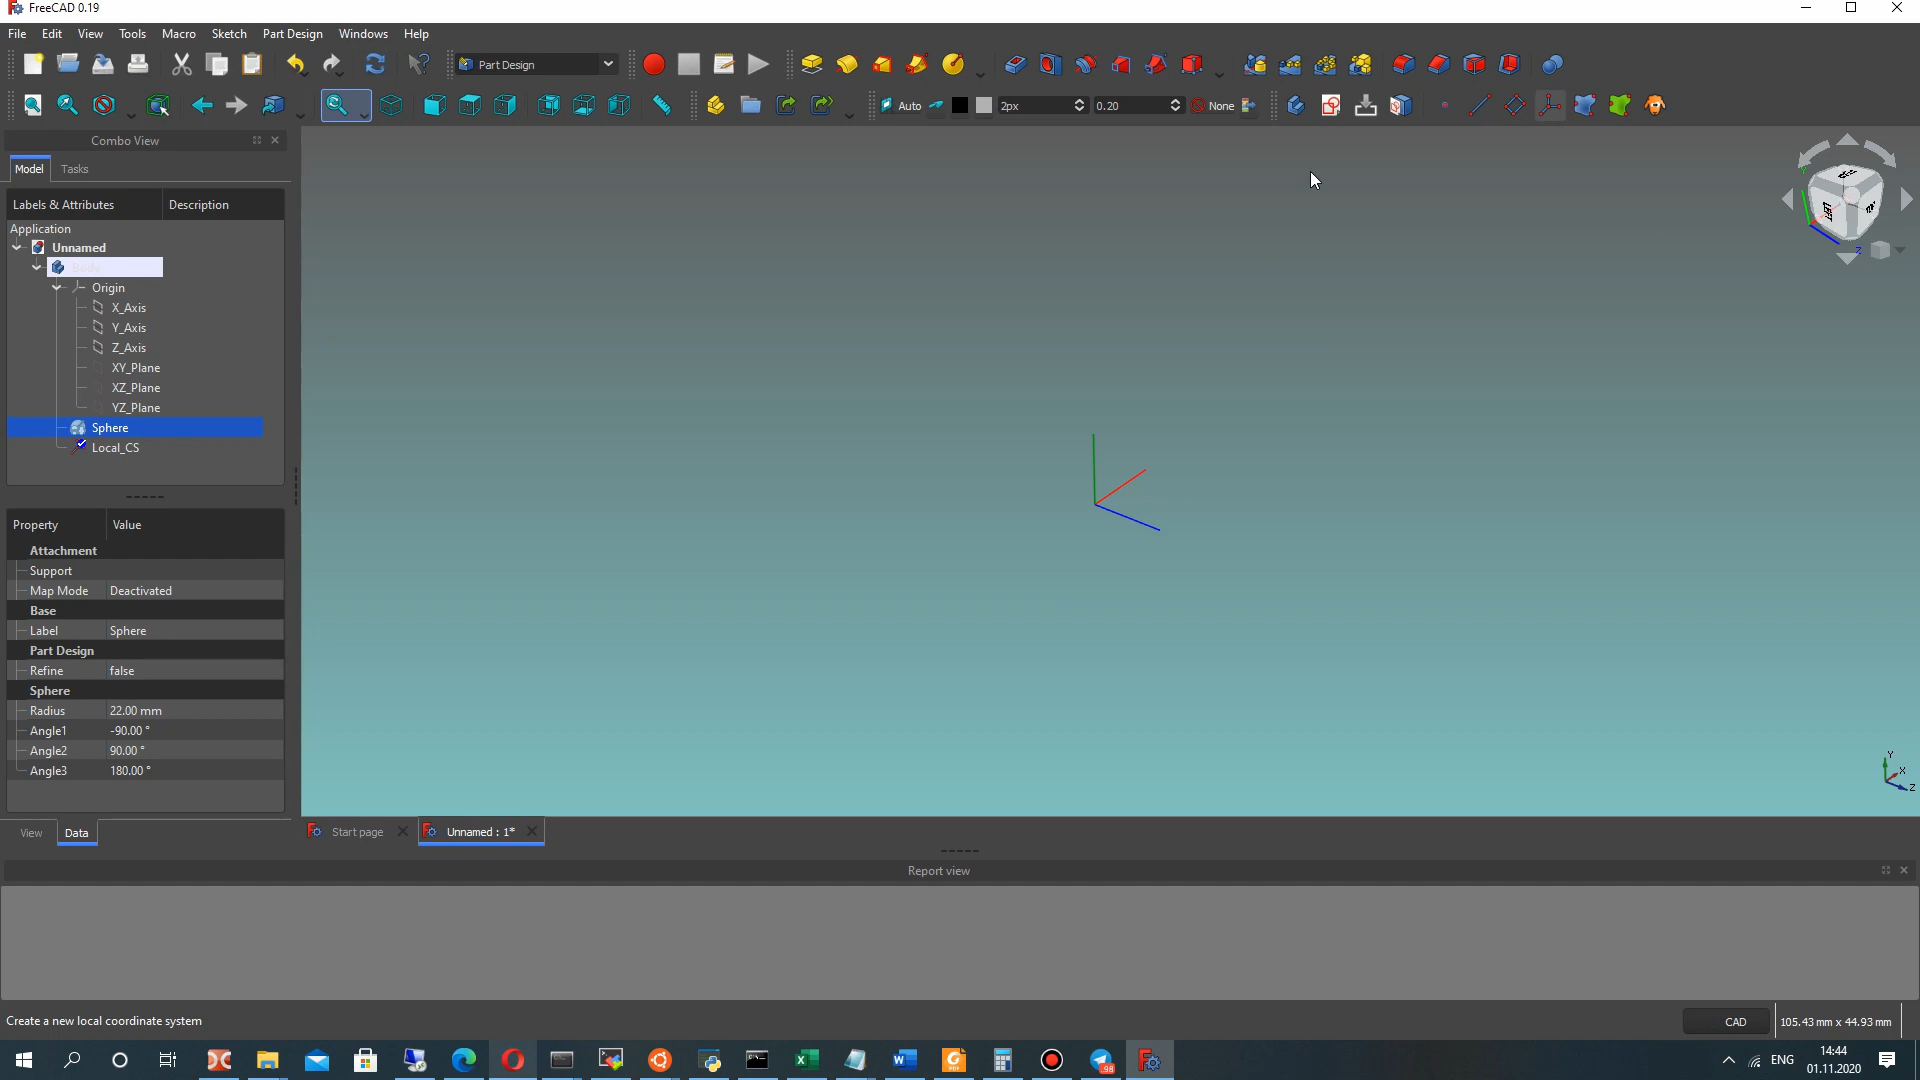 FreeCAD 0.19
File Edit View Tools Macro Sketch Part Design Windows Help
Part Design
Auto 2px 0.20 None
Combo View
Model Tasks
Labels & Attributes Description
Application
Unnamed
Body
Origin
X_Axis
Y_Axis
Z_Axis
XY_Plane
XZ_Plane
YZ_Plane
Sphere
Local_CS
Property Value
Attachment
Support
Map Mode Deactivated
Base
Label Sphere
Part Design
Refine false
Sphere
Radius 22.00 mm
Angle1 -90.00 °
Angle2 90.00 °
Angle3 180.00 °
View Data
Y
X
Z
Start page Unnamed : 1*
Report view
Create a new local coordinate system
CAD 105.43 mm x 44.93 mm
98
ENG
14:44
01.11.2020